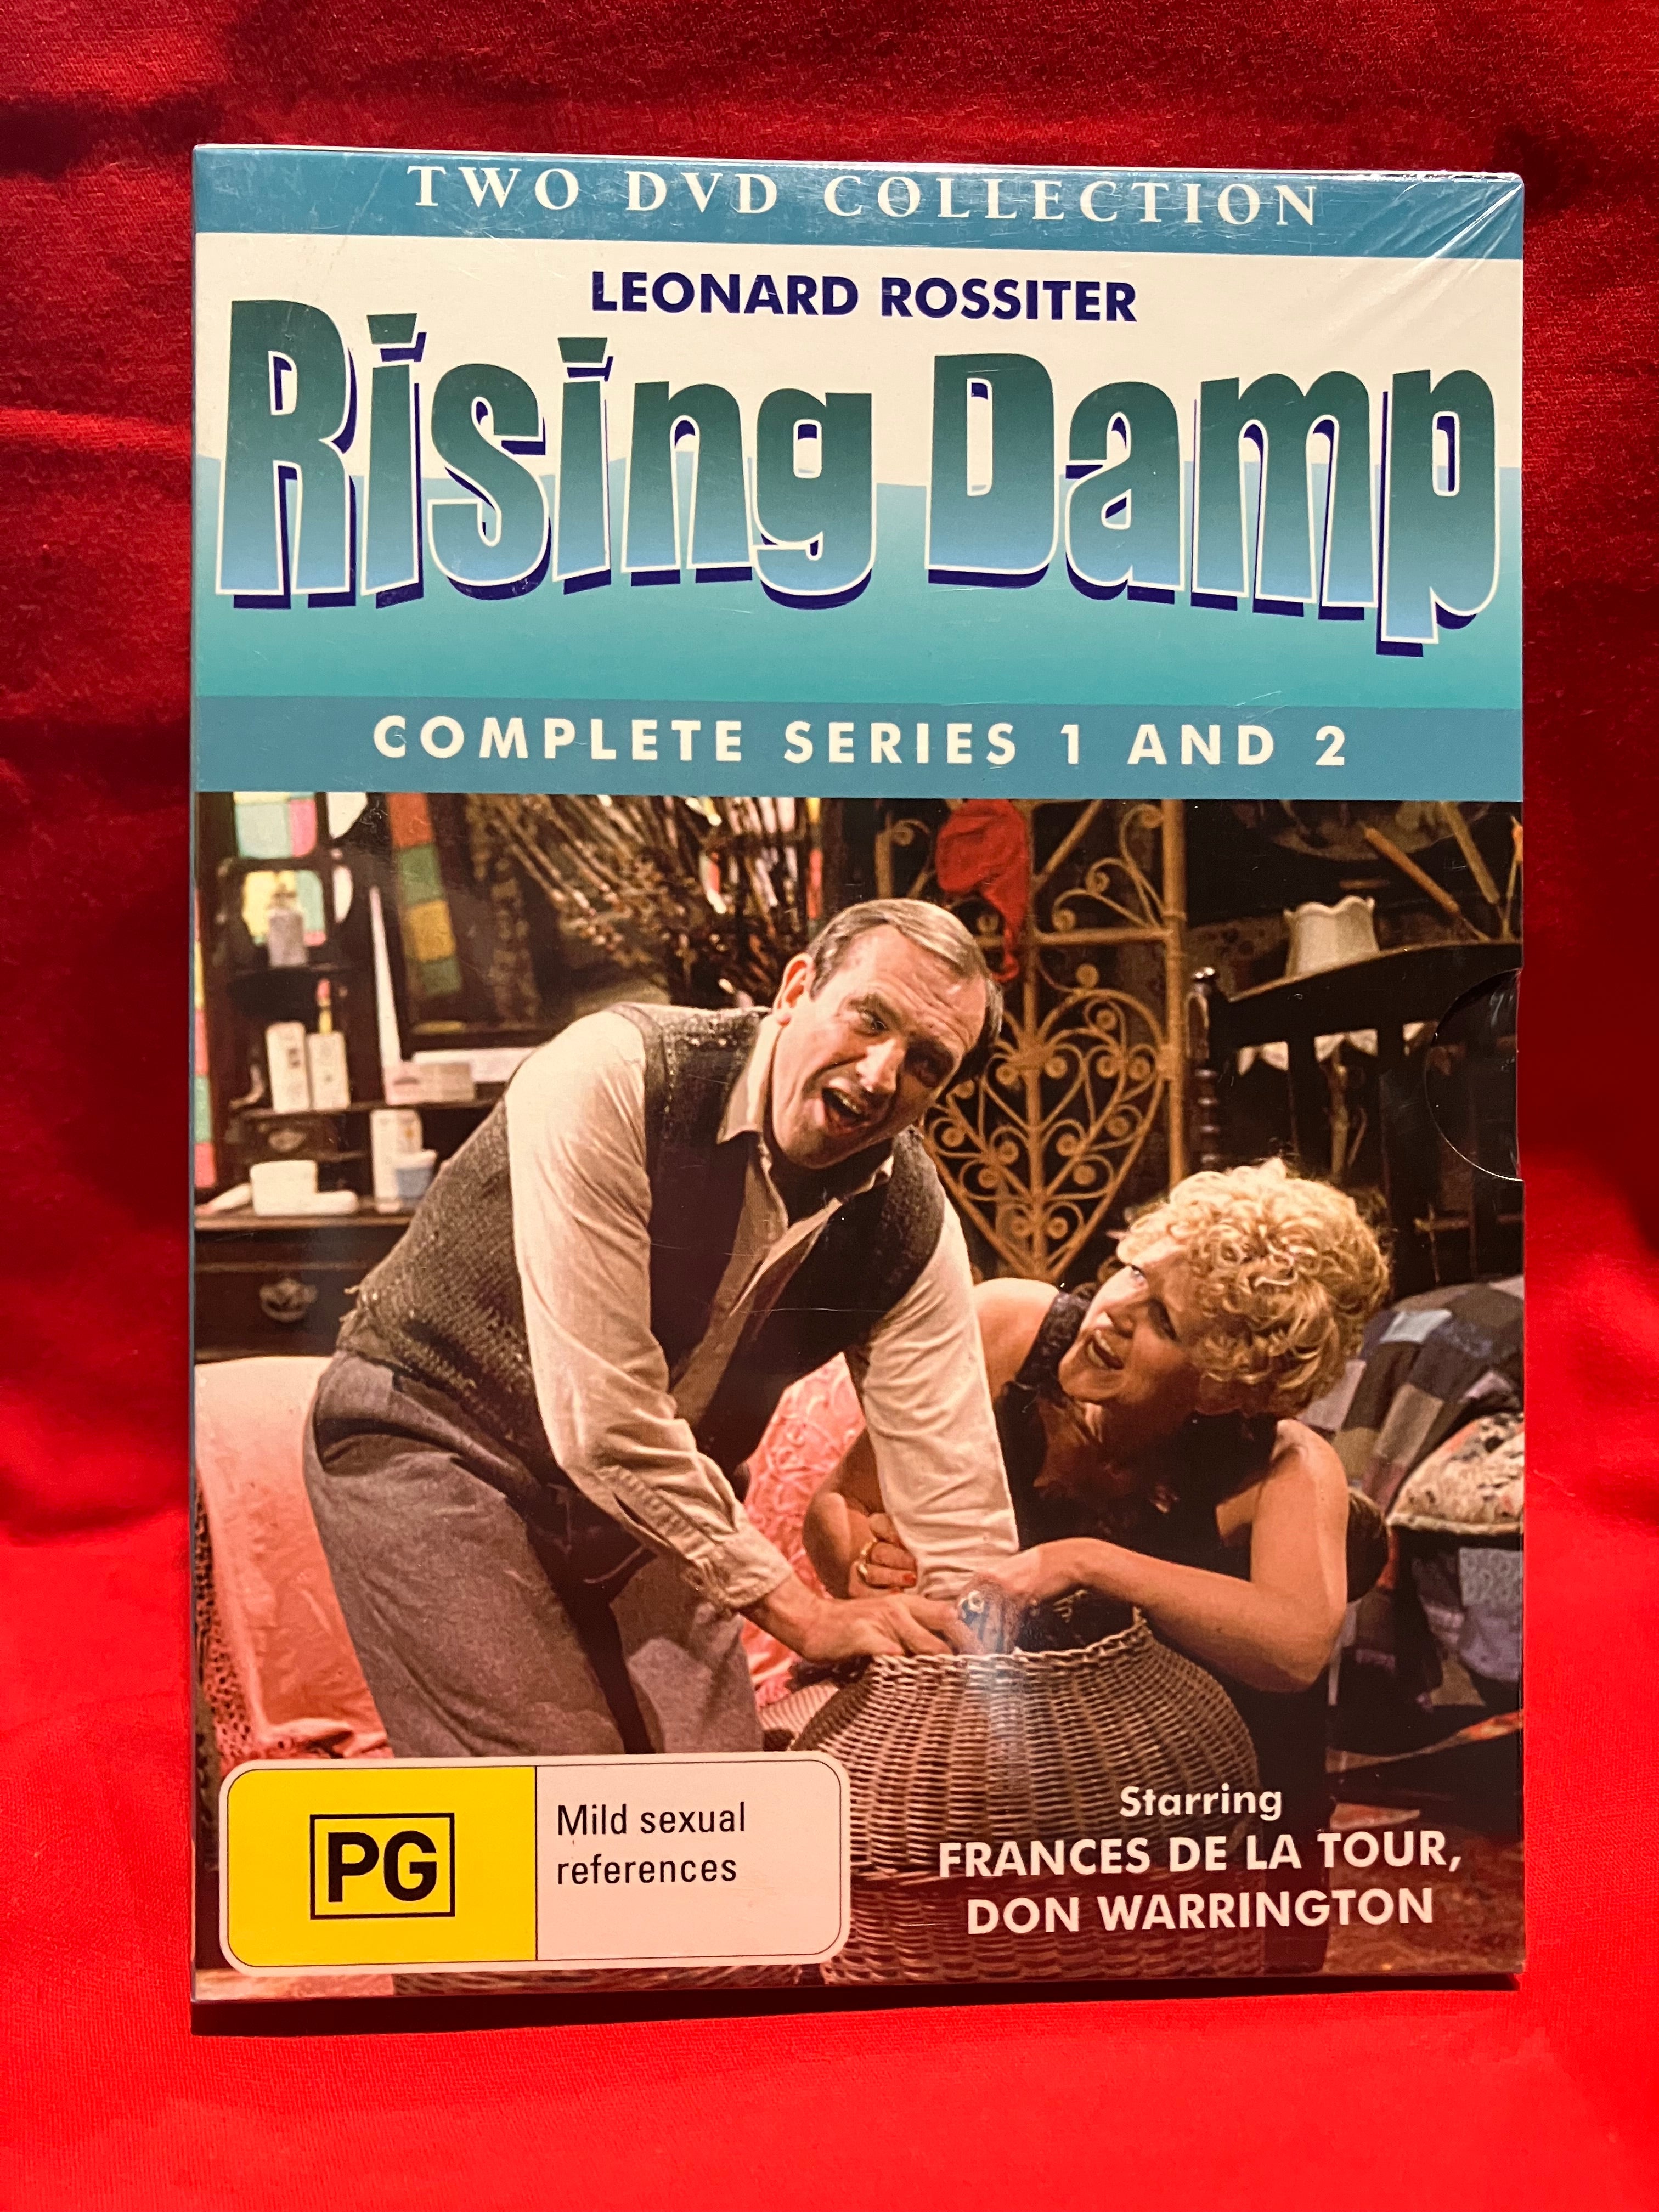 TWO DVD COLLECTION
LEONARD ROSSITER
Rising Damp
COMPLETE SERIES 1 AND 2
PG
Mild sexual
references
Starring
FRANCES DE LA TOUR,
DON WARRINGTON